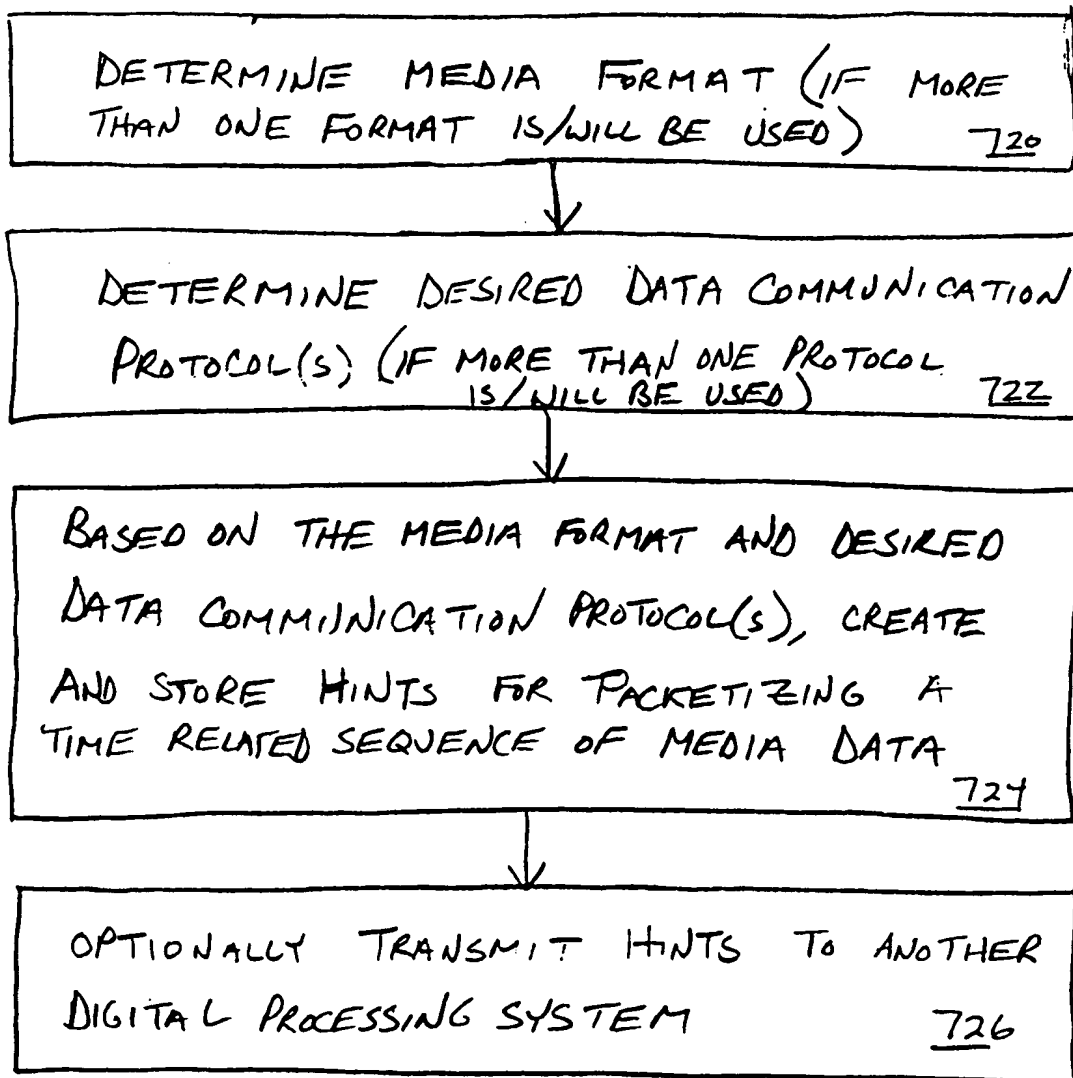 DETERMINE MEDIA FORMAT (IF MORE
THAN ONE FORMAT IS/WILL BE USED) 720
DETERMINE DESIRED DATA COMMUNICATION
PROTOCOL(S) (IF MORE THAN ONE PROTOCOL
IS/WILL BE USED) 722
BASED ON THE MEDIA FORMAT AND DESIRED
DATA COMMUNICATION PROTOCOL(S), CREATE
AND STORE HINTS FOR PACKETIZING A
TIME RELATED SEQUENCE OF MEDIA DATA
724
OPTIONALLY TRANSMIT HINTS TO ANOTHER
DIGITAL PROCESSING SYSTEM 726